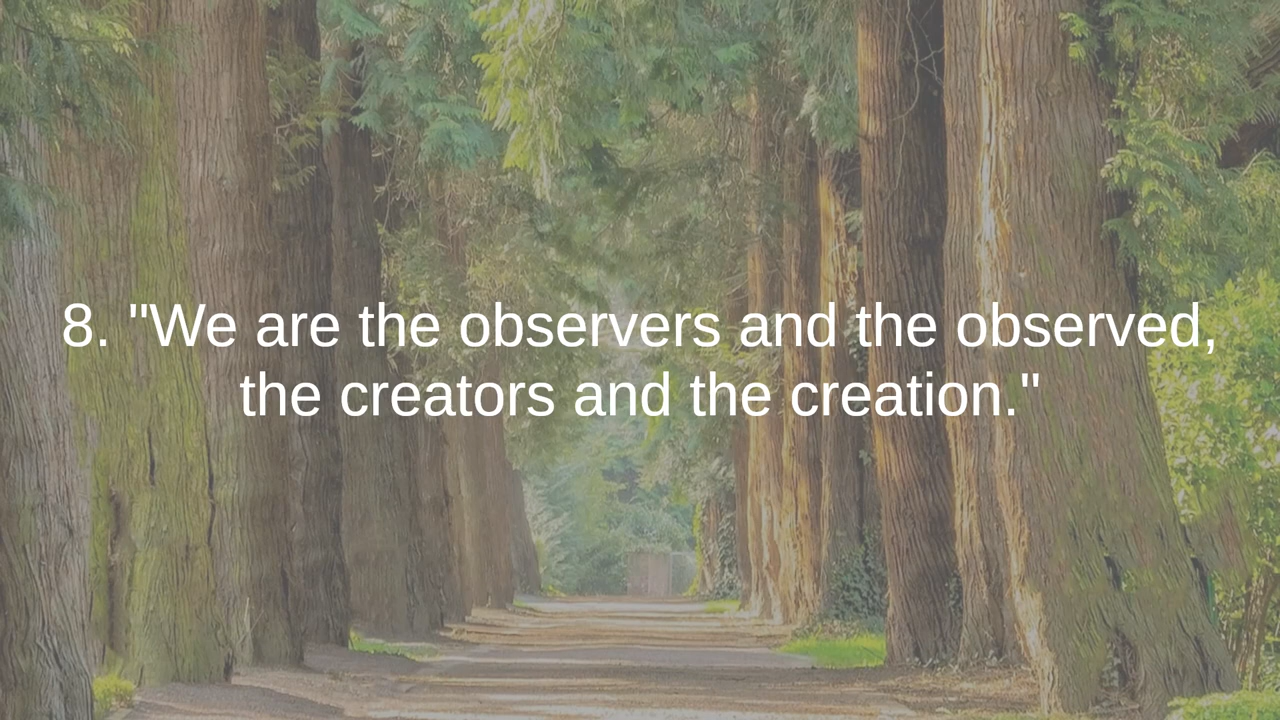 8. "We are the observers and the observed,
the creators and the creation."